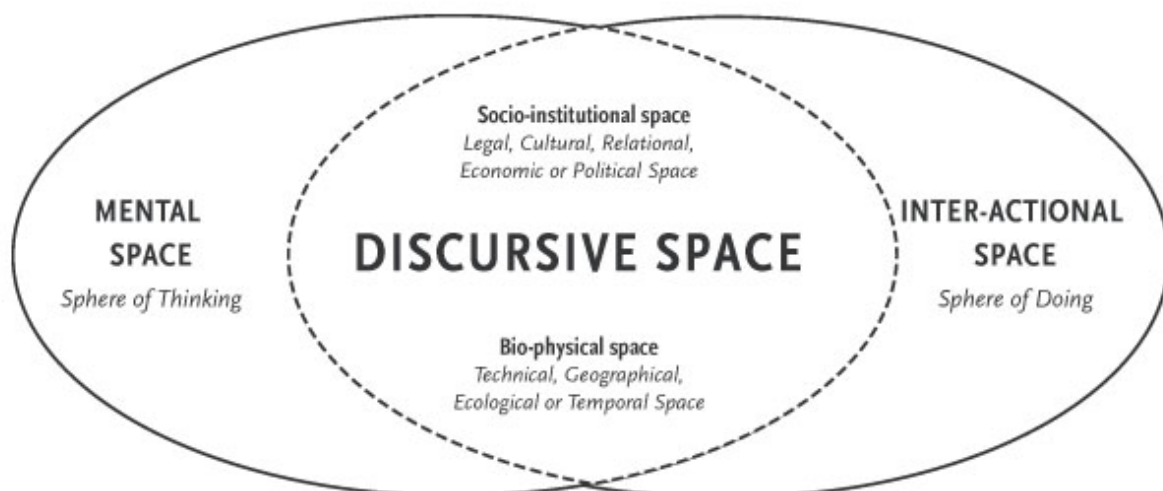 Socio-institutional space
Legal, Cultural, Relational,
Economic or Political Space
MENTAL
SPACE
Sphere of Thinking
DISCURSIVE SPACE
INTER-ACTIONAL
SPACE
Sphere of Doing
Bio-physical space
Technical, Geographical,
Ecological or Temporal Space